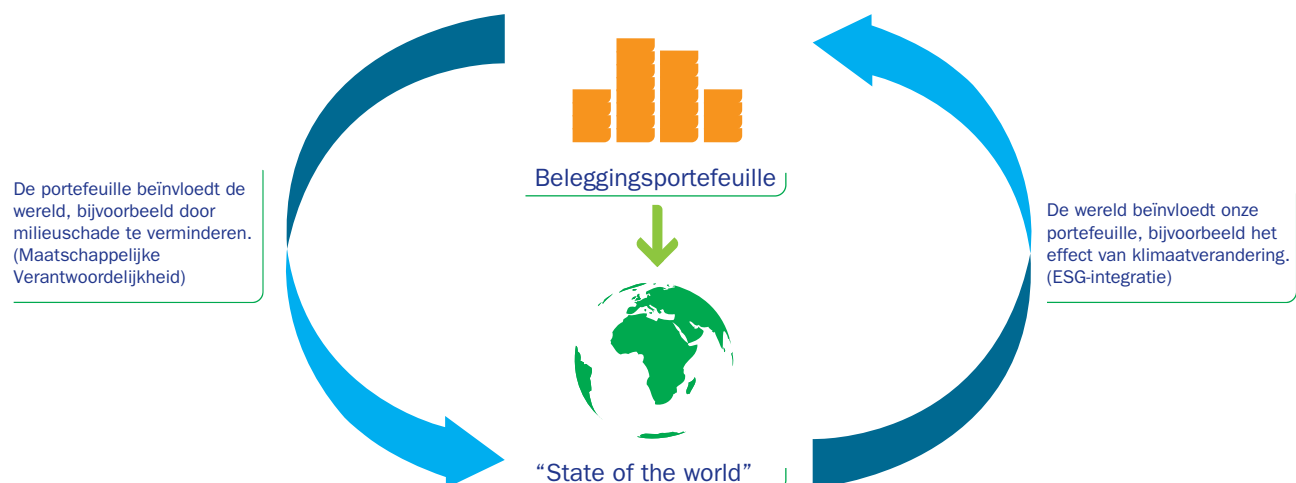 Beleggingsportefeuille
De portefeuille beïnvloedt de
wereld, bijvoorbeeld door
milieuschade te verminderen.
(Maatschappelijke
Verantwoordelijkheid)
De wereld beïnvloedt onze
portefeuille, bijvoorbeeld het
effect van klimaatverandering.
(ESG-integratie)
“State of the world”